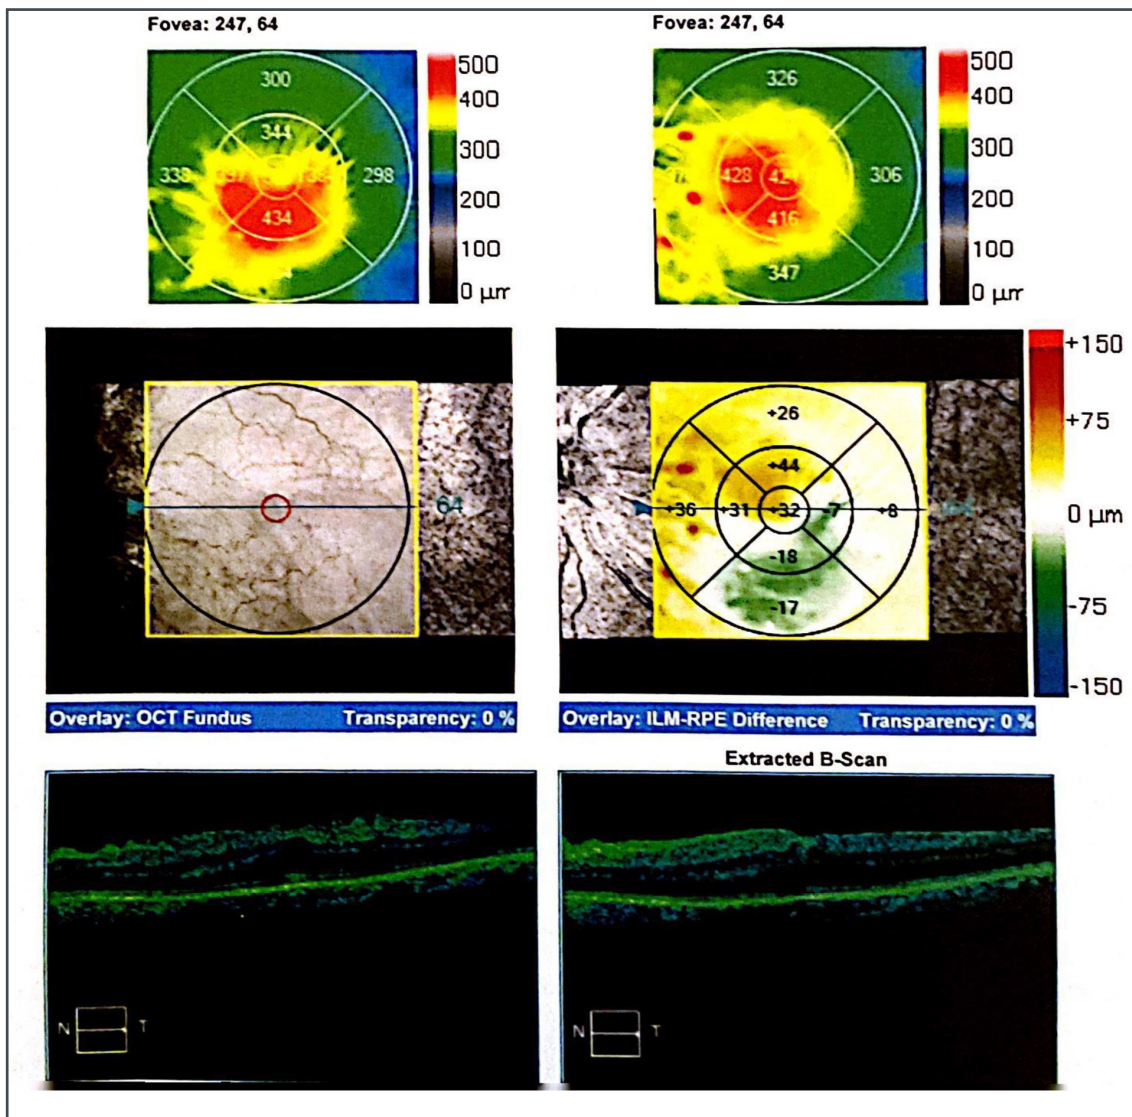 Fovea: 247, 64
Fovea: 247, 64
300
344
338
298
434
500
400
300
200
100
0 µm
326
428
306
416
347
500
400
300
200
100
0 µm
64
+26
+44
+36 +31 +32 -7 +8
-18
-17
+150
+75
0 µm
-75
-150
Overlay: OCT Fundus Transparency: 0 %
Overlay: ILM-RPE Difference Transparency: 0 %
Extracted B-Scan
N T
N T